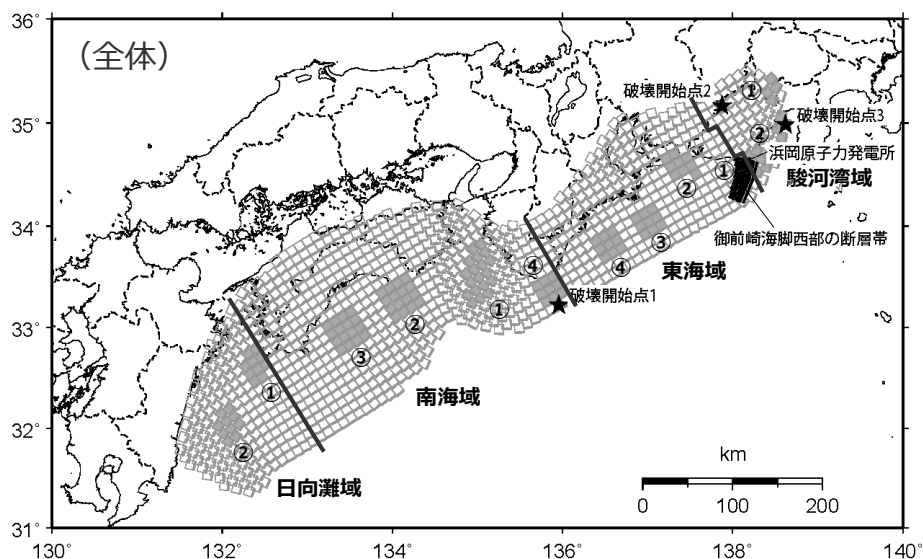 36°
35°
34°
33°
32°
31°
(全体)
破壊開始点2
①
破壊開始点3
②
浜岡原子力発電所
①
駿河湾域
②
御前崎海脚西部の断層帯
③
④
④
東海域
破壊開始点1
①
②
③
南海域
①
②
日向灘域
km
0 50 100 150 200
130 132° 134° 136° 138° 140°